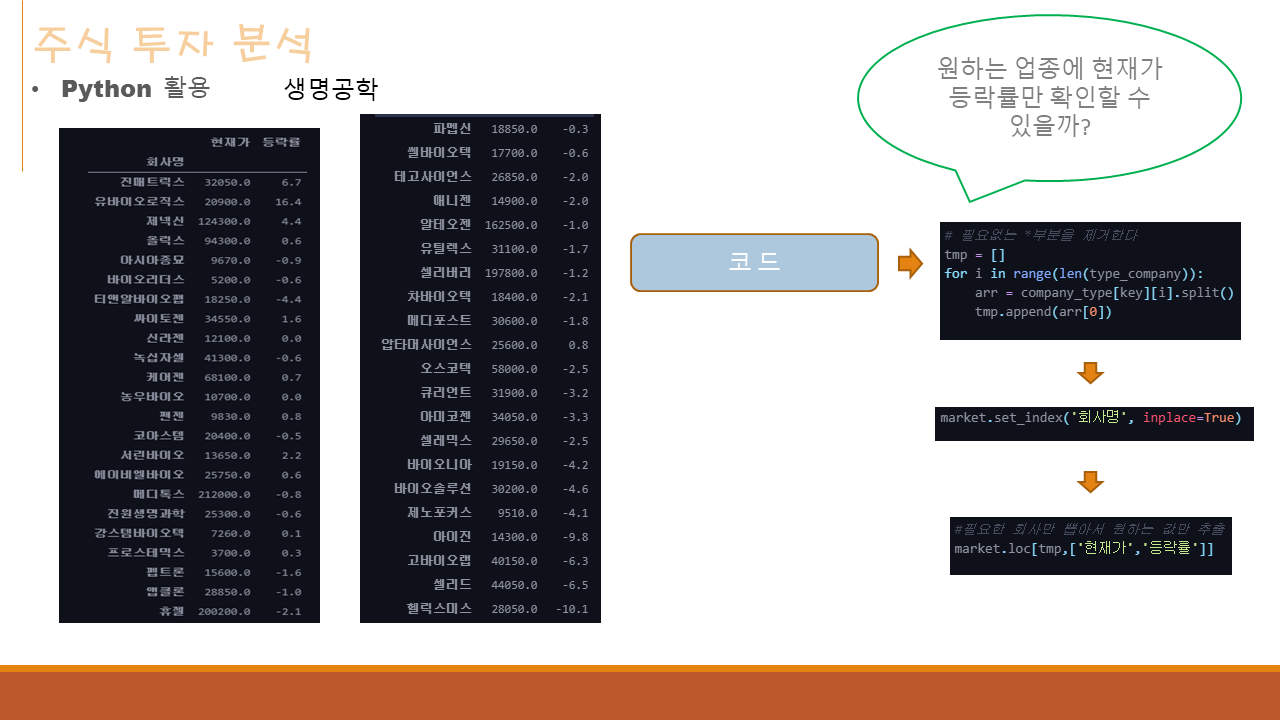 주식 투자 분석
• Python 활용
생명공학
원하는 업종에 현재가
등락률만 확인할 수
있을까?
현재가 등락률
회사명
진매트릭스 32050.0 6.7
유바이오로직스 20900.0 16.4
제넥신 124300.0 4.4
올릭스 94300.0 0.6
아시아종묘 9670.0 -0.9
바이오리더스 5200.0 -0.6
티앤알바이오팹 18250.0 -4.4
싸이토젠 34550.0 1.6
신라젠 12100.0 0.0
녹십자셀 41300.0 -0.6
케어젠 68100.0 0.7
농우바이오 10700.0 0.0
펜젠 9830.0 0.8
코아스템 20400.0 -0.5
서린바이오 13650.0 2.2
에이비엘바이오 25750.0 0.6
메디톡스 212000.0 -0.8
진원생명과학 25300.0 -0.6
강스템바이오텍 7260.0 0.1
프로스테믹스 3700.0 0.3
펩트론 15600.0 -1.6
앱클론 28850.0 -1.0
휴젤 200200.0 -2.1
파멥신 18850.0 -0.3
쎌바이오텍 17700.0 -0.6
테고사이언스 26850.0 -2.0
애니젠 14900.0 -2.0
알테오젠 162500.0 -1.0
유틸렉스 31100.0 -1.7
셀리버리 197800.0 -1.2
차바이오텍 18400.0 -2.1
메디포스트 30600.0 -1.8
압타머사이언스 25600.0 0.8
오스코텍 58000.0 -2.5
큐리언트 31900.0 -3.2
아미코젠 34050.0 -3.3
셀레믹스 29650.0 -2.5
바이오니아 19150.0 -4.2
바이오솔루션 30200.0 -4.6
제노포커스 9510.0 -4.1
아이진 14300.0 -9.8
고바이오랩 40150.0 -6.3
셀리드 44050.0 -6.5
헬릭스미스 28050.0 -10.1
코드
# 필요없는 *부분을 제거한다
tmp = []
for i in range(len(type_company)):
arr = company_type[key][i].split()
tmp.append(arr[0])
market.set_index('회사명', inplace=True)
#필요한 회사만 뽑아서 원하는 값만 추출
market.loc[tmp,['현재가','등락률']]